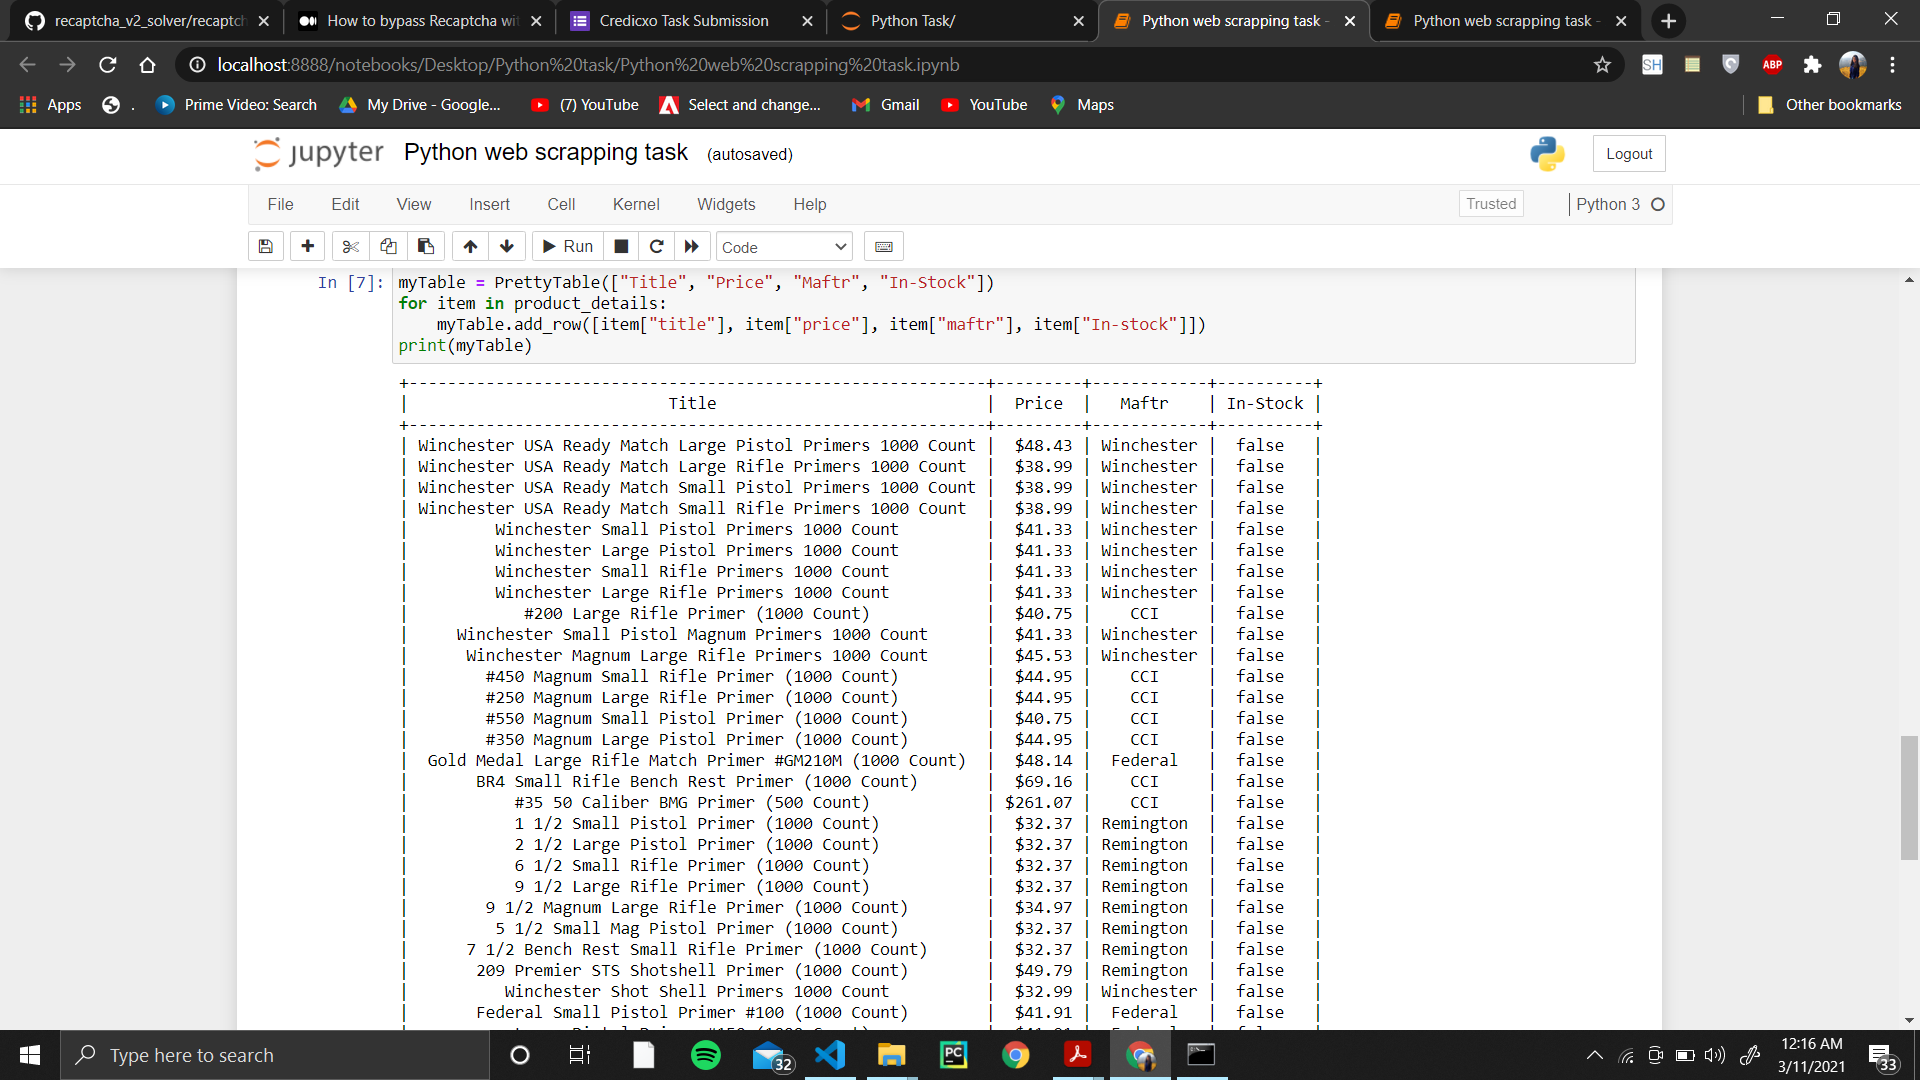 recaptcha_v2_solver/recaptch
How to bypass Recaptcha wit
Credicxo Task Submission
Python Task/
Python web scrapping task -
Python web scrapping task -
localhost:8888/notebooks/Desktop/Python%20task/Python%20web%20scrapping%20task.ipynb
SH
ABP
Apps
.
Prime Video: Search
My Drive - Google...
(7) YouTube
Select and change...
Gmail
YouTube
Maps
Other bookmarks
jupyter Python web scrapping task (autosaved)
Logout
File Edit View Insert Cell Kernel Widgets Help
Trusted
Python 3
Run
Code
In [7]: myTable = PrettyTable(["Title", "Price", "Maftr", "In-Stock"])
for item in product_details:
myTable.add_row([item["title"], item["price"], item["maftr"], item["In-stock"]])
print(myTable)
+------------------------------------------------------------+---------+------------+----------+
| Title | Price | Maftr | In-Stock |
+------------------------------------------------------------+---------+------------+----------+
| Winchester USA Ready Match Large Pistol Primers 1000 Count | $48.43 | Winchester | false |
| Winchester USA Ready Match Large Rifle Primers 1000 Count | $38.99 | Winchester | false |
| Winchester USA Ready Match Small Pistol Primers 1000 Count | $38.99 | Winchester | false |
| Winchester USA Ready Match Small Rifle Primers 1000 Count | $38.99 | Winchester | false |
| Winchester Small Pistol Primers 1000 Count | $41.33 | Winchester | false |
| Winchester Large Pistol Primers 1000 Count | $41.33 | Winchester | false |
| Winchester Small Rifle Primers 1000 Count | $41.33 | Winchester | false |
| Winchester Large Rifle Primers 1000 Count | $41.33 | Winchester | false |
| #200 Large Rifle Primer (1000 Count) | $40.75 | CCI | false |
| Winchester Small Pistol Magnum Primers 1000 Count | $41.33 | Winchester | false |
| Winchester Magnum Large Rifle Primers 1000 Count | $45.53 | Winchester | false |
| #450 Magnum Small Rifle Primer (1000 Count) | $44.95 | CCI | false |
| #250 Magnum Large Rifle Primer (1000 Count) | $44.95 | CCI | false |
| #550 Magnum Small Pistol Primer (1000 Count) | $40.75 | CCI | false |
| #350 Magnum Large Pistol Primer (1000 Count) | $44.95 | CCI | false |
| Gold Medal Large Rifle Match Primer #GM210M (1000 Count) | $48.14 | Federal | false |
| BR4 Small Rifle Bench Rest Primer (1000 Count) | $69.16 | CCI | false |
| #35 50 Caliber BMG Primer (500 Count) | $261.07 | CCI | false |
| 1 1/2 Small Pistol Primer (1000 Count) | $32.37 | Remington | false |
| 2 1/2 Large Pistol Primer (1000 Count) | $32.37 | Remington | false |
| 6 1/2 Small Rifle Primer (1000 Count) | $32.37 | Remington | false |
| 9 1/2 Large Rifle Primer (1000 Count) | $32.37 | Remington | false |
| 9 1/2 Magnum Large Rifle Primer (1000 Count) | $34.97 | Remington | false |
| 5 1/2 Small Mag Pistol Primer (1000 Count) | $32.37 | Remington | false |
| 7 1/2 Bench Rest Small Rifle Primer (1000 Count) | $32.37 | Remington | false |
| 209 Premier STS Shotshell Primer (1000 Count) | $49.79 | Remington | false |
| Winchester Shot Shell Primers 1000 Count | $32.99 | Winchester | false |
| Federal Small Pistol Primer #100 (1000 Count) | $41.91 | Federal | false |
Type here to search
32
PC
12:16 AM
3/11/2021
33